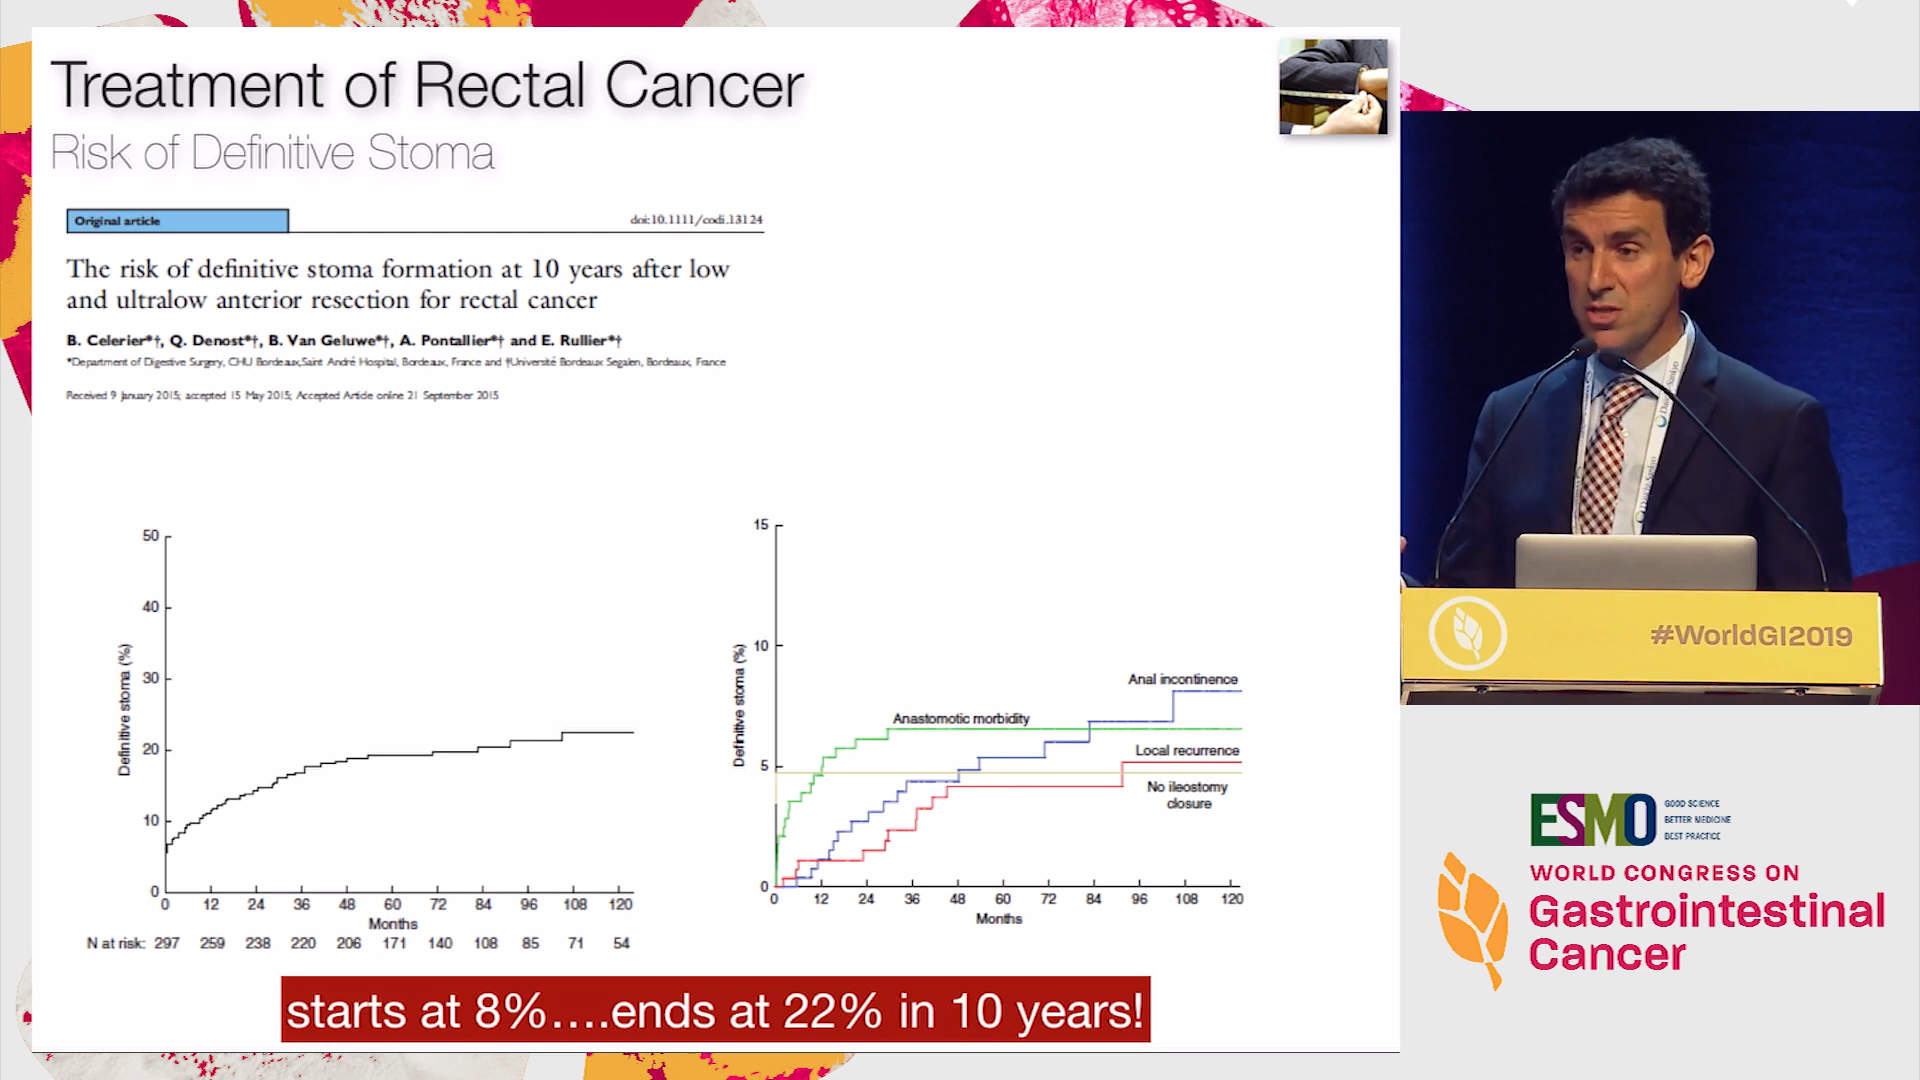 Treatment of Rectal Cancer
Risk of Definitive Stoma
Original article
doi:10.1111/codi.13124
The risk of definitive stoma formation at 10 years after low
and ultralow anterior resection for rectal cancer
B. Celerier*†, Q. Denost*†, B. Van Geluwe*†, A. Pontallier*† and E. Rullier*†
*Department of Digestive Surgery, CHU Bordeaux,Saint André Hospital, Bordeaux, France and †Université Bordeaux Segalen, Bordeaux, France
Received 9 January 2015; accepted 15 May 2015; Accepted Article online 21 September 2015
50
40
30
20
10
0
Definitive stoma (%)
0 12 24 36 48 60 72 84 96 108 120
Months
N at risk: 297 259 238 220 206 171 140 108 85 71 54
15
10
5
0
Definitive stoma (%)
Anal incontinence
Anastomotic morbidity
Local recurrence
No ileostomy
closure
0 12 24 36 48 60 72 84 96 108 120
Months
starts at 8%....ends at 22% in 10 years!
Daiichi-Sankyo
Daiichi-Sankyo
#WorldGI2019
ESMO
GOOD SCIENCE
BETTER MEDICINE
BEST PRACTICE
WORLD CONGRESS ON
Gastrointestinal
Cancer